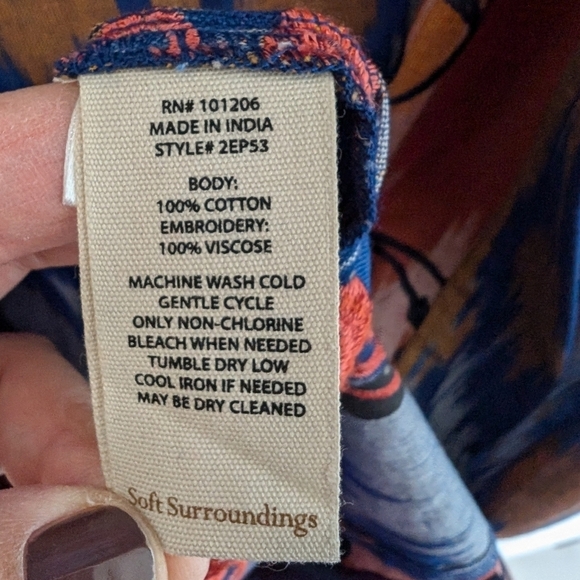 RN# 101206
MADE IN INDIA
STYLE# 2EP53
BODY:
100% COTTON
EMBROIDERY:
100% VISCOSE
MACHINE WASH COLD
GENTLE CYCLE
ONLY NON-CHLORINE
BLEACH WHEN NEEDED
TUMBLE DRY LOW
COOL IRON IF NEEDED
MAY BE DRY CLEANED
Soft Surroundings